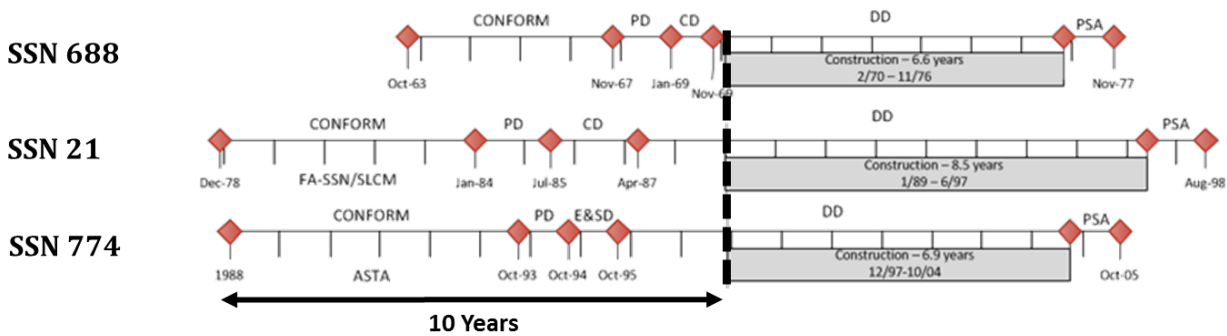 CONFORM PD CD DD PSA
SSN 688
Construction – 6.6 years
2/70 – 11/76
Oct-63 Nov-67 Jan-69 Nov-69 Nov-77
CONFORM PD CD DD PSA
SSN 21
Construction – 8.5 years
1/89 – 6/97
Dec-78 FA-SSN/SLCM Jan-84 Jul-85 Apr-87 Aug-98
CONFORM PD E&SD DD PSA
SSN 774
Construction – 6.9 years
12/97-10/04
1988 ASTA Oct-93 Oct-94 Oct-95 Oct-05
10 Years